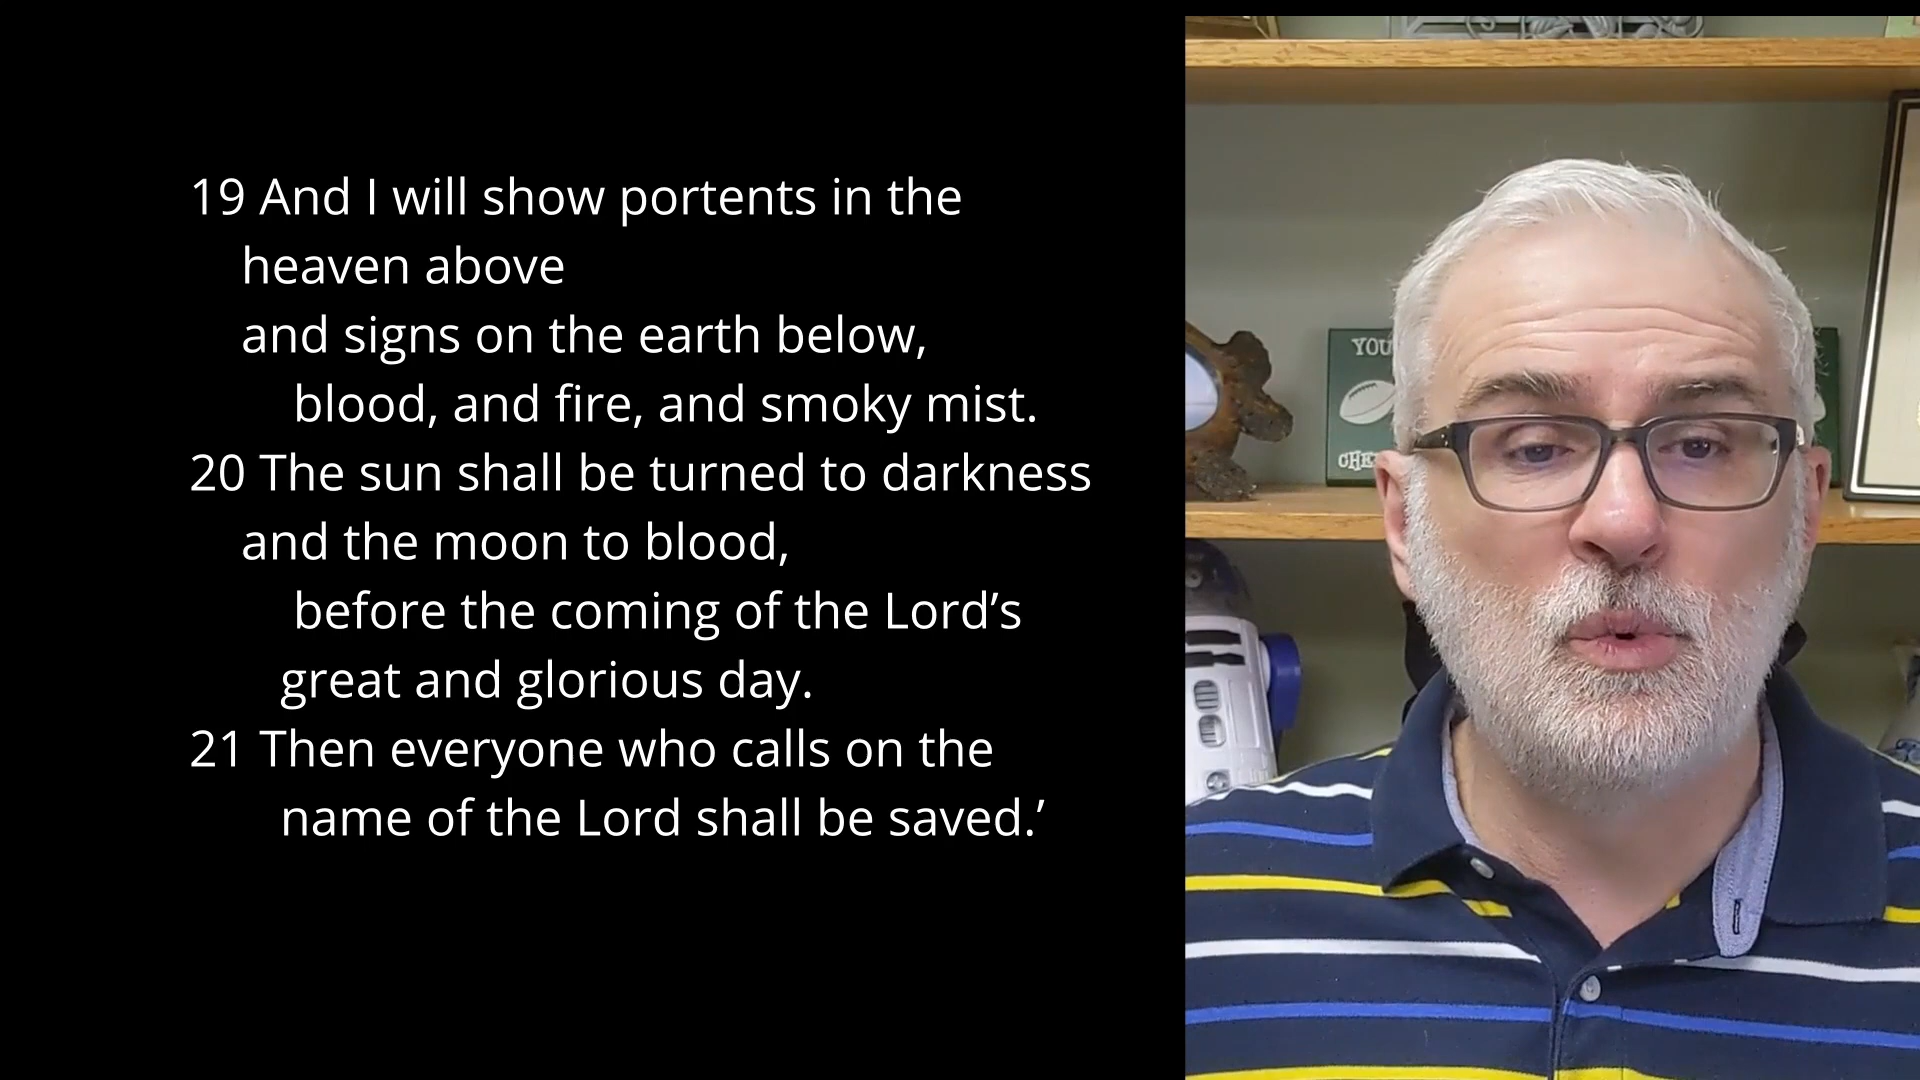 19 And I will show portents in the
heaven above
and signs on the earth below,
blood, and fire, and smoky mist.
20 The sun shall be turned to darkness
and the moon to blood,
before the coming of the Lord’s
great and glorious day.
21 Then everyone who calls on the
name of the Lord shall be saved.’
YOU